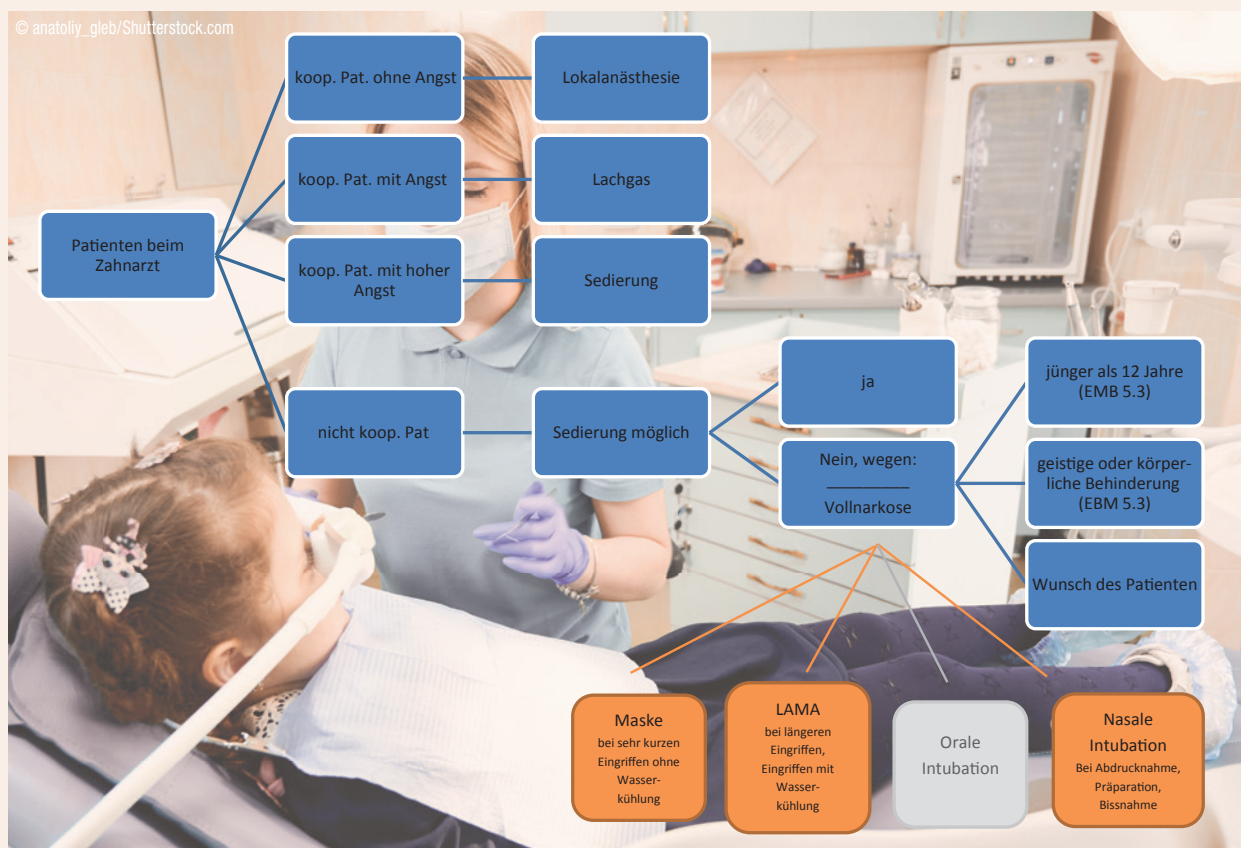 © anatoliy_gleb/Shutterstock.com
koop. Pat. ohne Angst
Lokalanästhesie
koop. Pat. mit Angst
Lachgas
Patienten beim
Zahnarzt
koop. Pat. mit hoher
Angst
Sedierung
nicht koop. Pat
Sedierung möglich
ja
Nein, wegen:
__________
Vollnarkose
jünger als 12 Jahre
(EMB 5.3)
geistige oder körper-
liche Behinderung
(EBM 5.3)
Wunsch des Patienten
Maske
bei sehr kurzen
Eingriffen ohne
Wasser-
kühlung
LAMA
bei längeren
Eingriffen,
Eingriffen mit
Wasser-
kühlung
Orale
Intubation
Nasale
Intubation
Bei Abdrucknahme,
Präparation,
Bissnahme